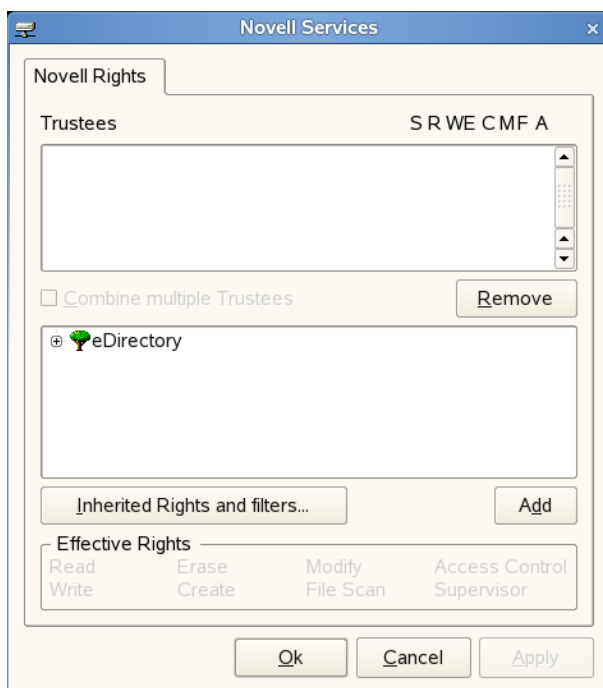 Novell Services
Novell Rights
Trustees S R WE C MF A
Combine multiple Trustees
Remove
eDirectory
Inherited Rights and filters...
Add
Effective Rights
Read Erase Modify Access Control
Write Create File Scan Supervisor
Ok Cancel Apply